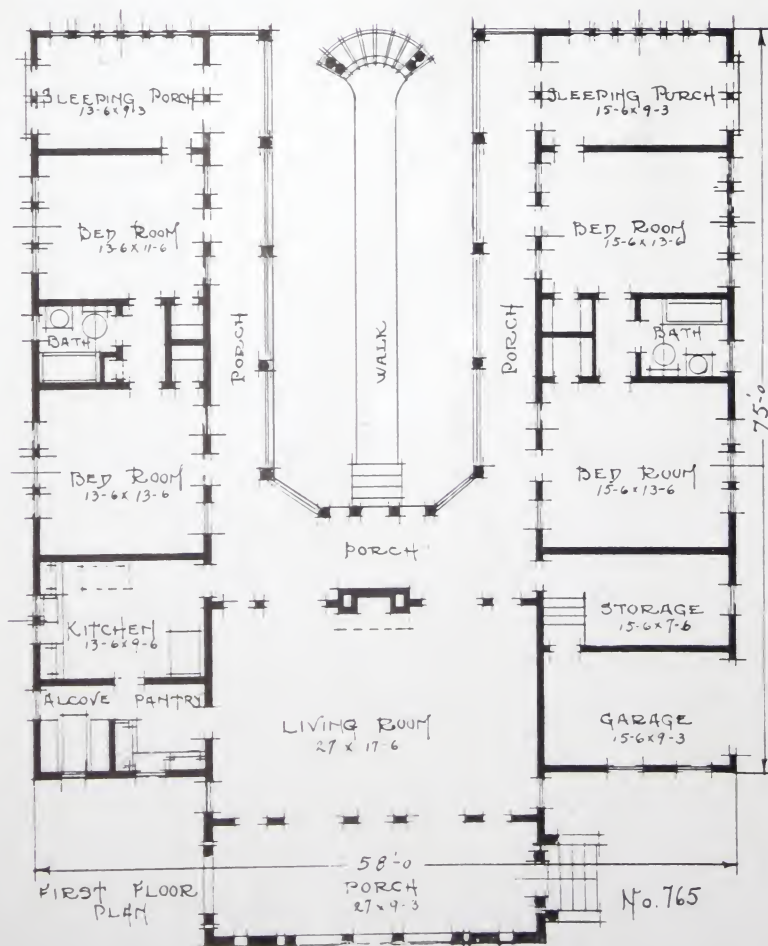 SLEEPING PORCH
13-6 x 9-3
SLEEPING PORCH
15-6 x 9-3
BED ROOM
13-6 x 11-6
BED ROOM
15-6 x 13-6
BATH
PORCH
WALK
PORCH
BATH
75'-0
BED ROOM
13-6 x 13-6
BED ROOM
15-6 x 13-6
PORCH
KITCHEN
13-6 x 9-6
STORAGE
15-6 x 7-6
ALCOVE PANTRY
LIVING ROOM
27 x 17-6
GARAGE
15-6 x 9-3
58'-0
FIRST FLOOR
PLAN
PORCH
27 x 9-3
No. 765